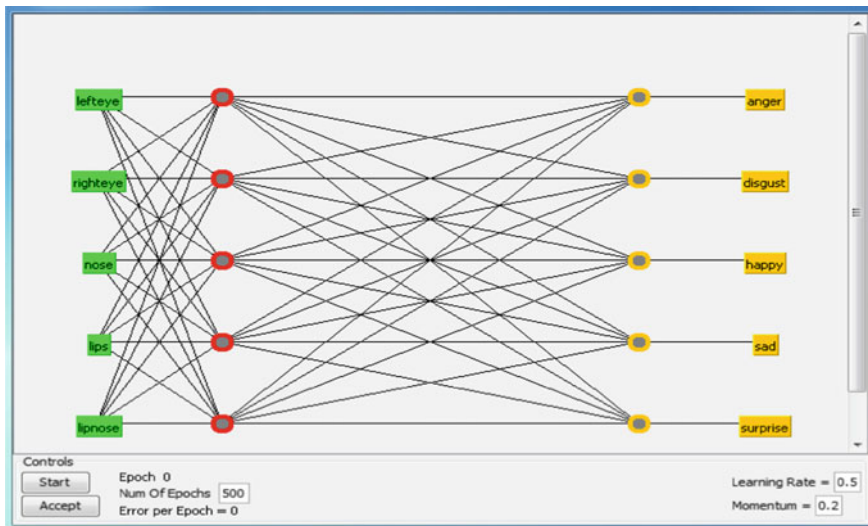 lefteye
anger
righteye
disgust
nose
happy
lips
sad
lipnose
surprise
Controls
Start
Accept
Epoch 0
Num Of Epochs 500
Error per Epoch = 0
Learning Rate = 0.5
Momentum = 0.2